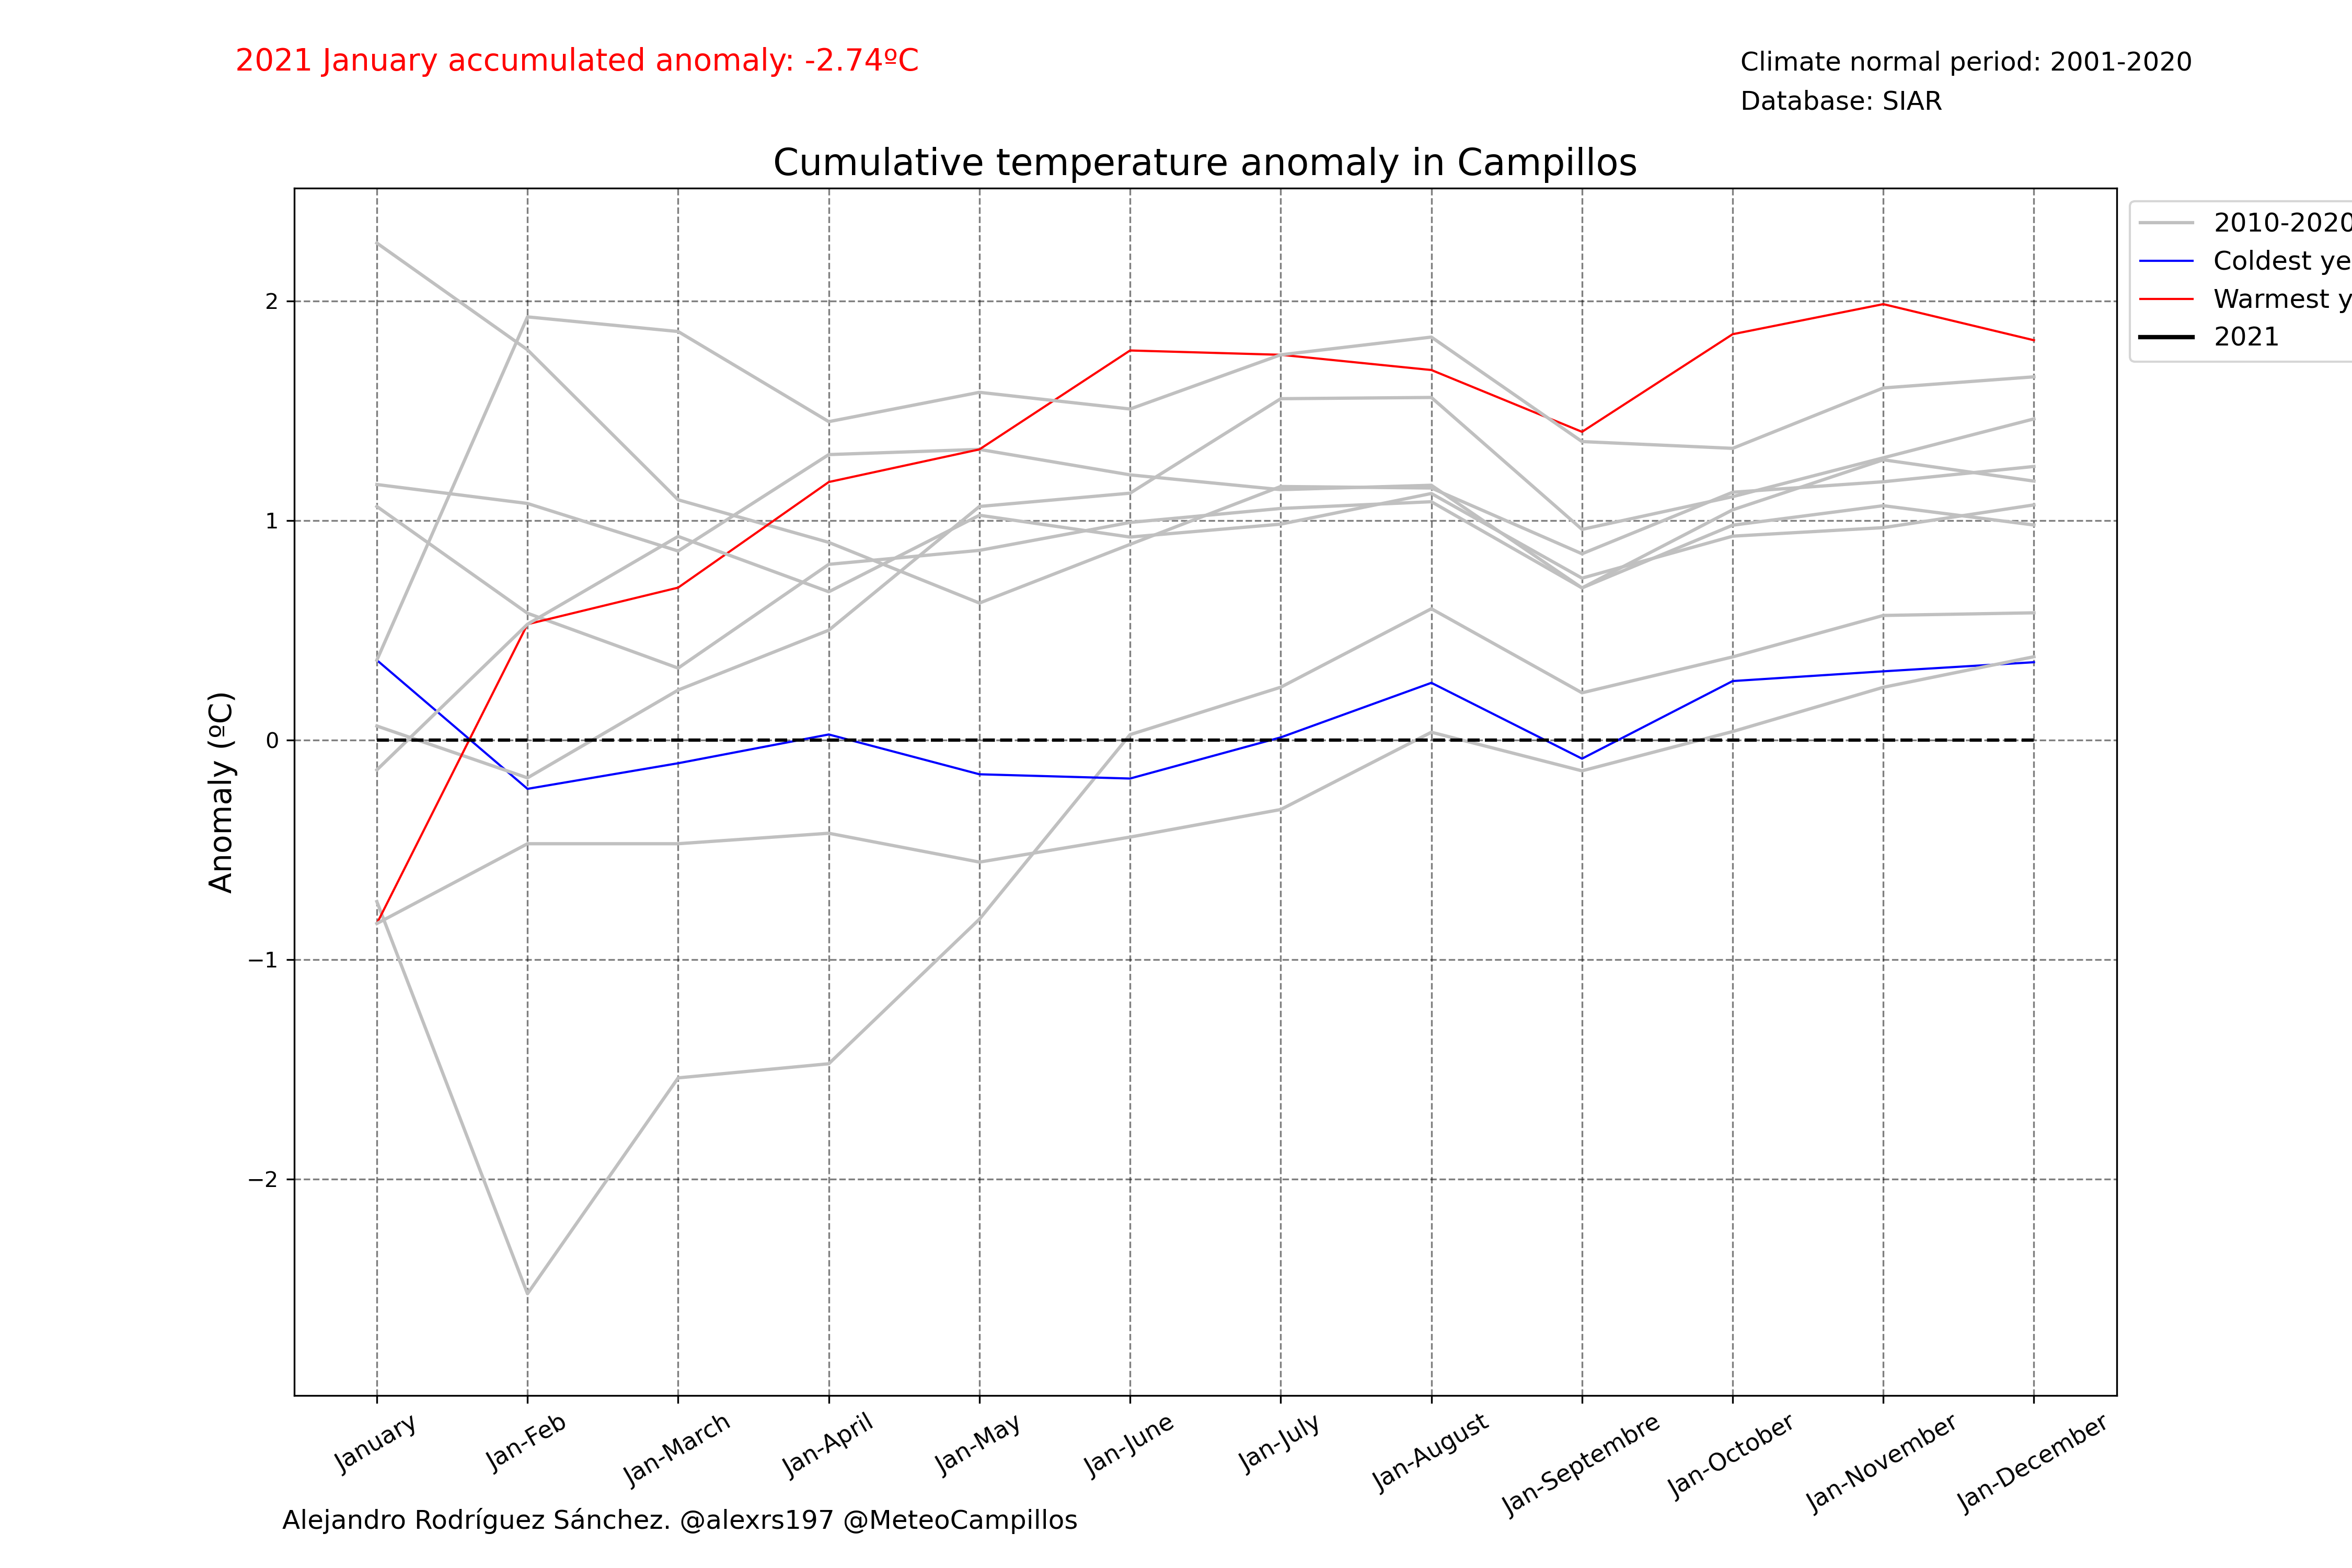 2021 January accumulated anomaly: -2.74ºC
Climate normal period: 2001-2020
Database: SIAR
Cumulative temperature anomaly in Campillos
2010-2020
Coldest
Warmest
2021
Anomaly (ºC)
2
1
0
−1
−2
January
Jan-Feb
Jan-March
Jan-April
Jan-May
Jan-June
Jan-July
Jan-August
Jan-Septembre
Jan-October
Jan-November
Jan-December
Alejandro Rodríguez Sánchez. @alexrs197 @MeteoCampillos